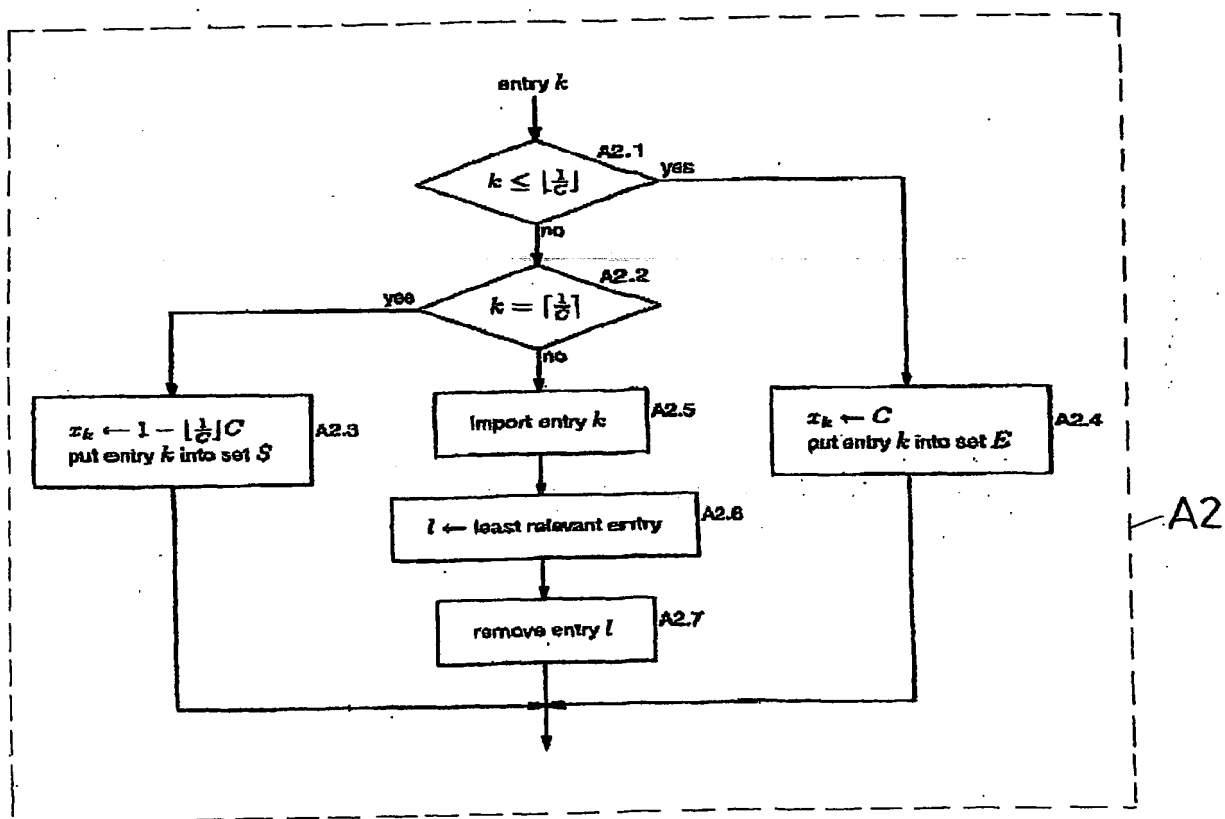 entry k
A2.1
k ≤ ⌊1/C⌋
yes
no
A2.2
k = ⌈1/C⌉
yes
no
x_k ← 1 − ⌊1/C⌋C
put entry k into set S
A2.3
import entry k
A2.5
x_k ← C
put entry k into set E
A2.4
l ← least relevant entry
A2.6
A2
remove entry l
A2.7